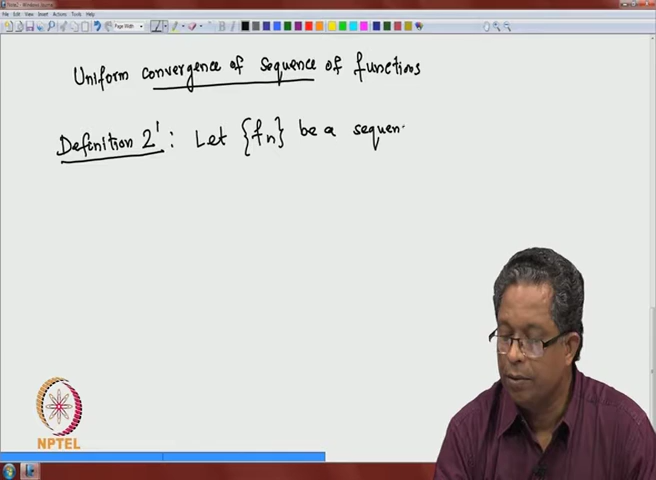 Uniform convergence of sequence of functions
Definition 2': Let {fn} be a sequen
NPTEL